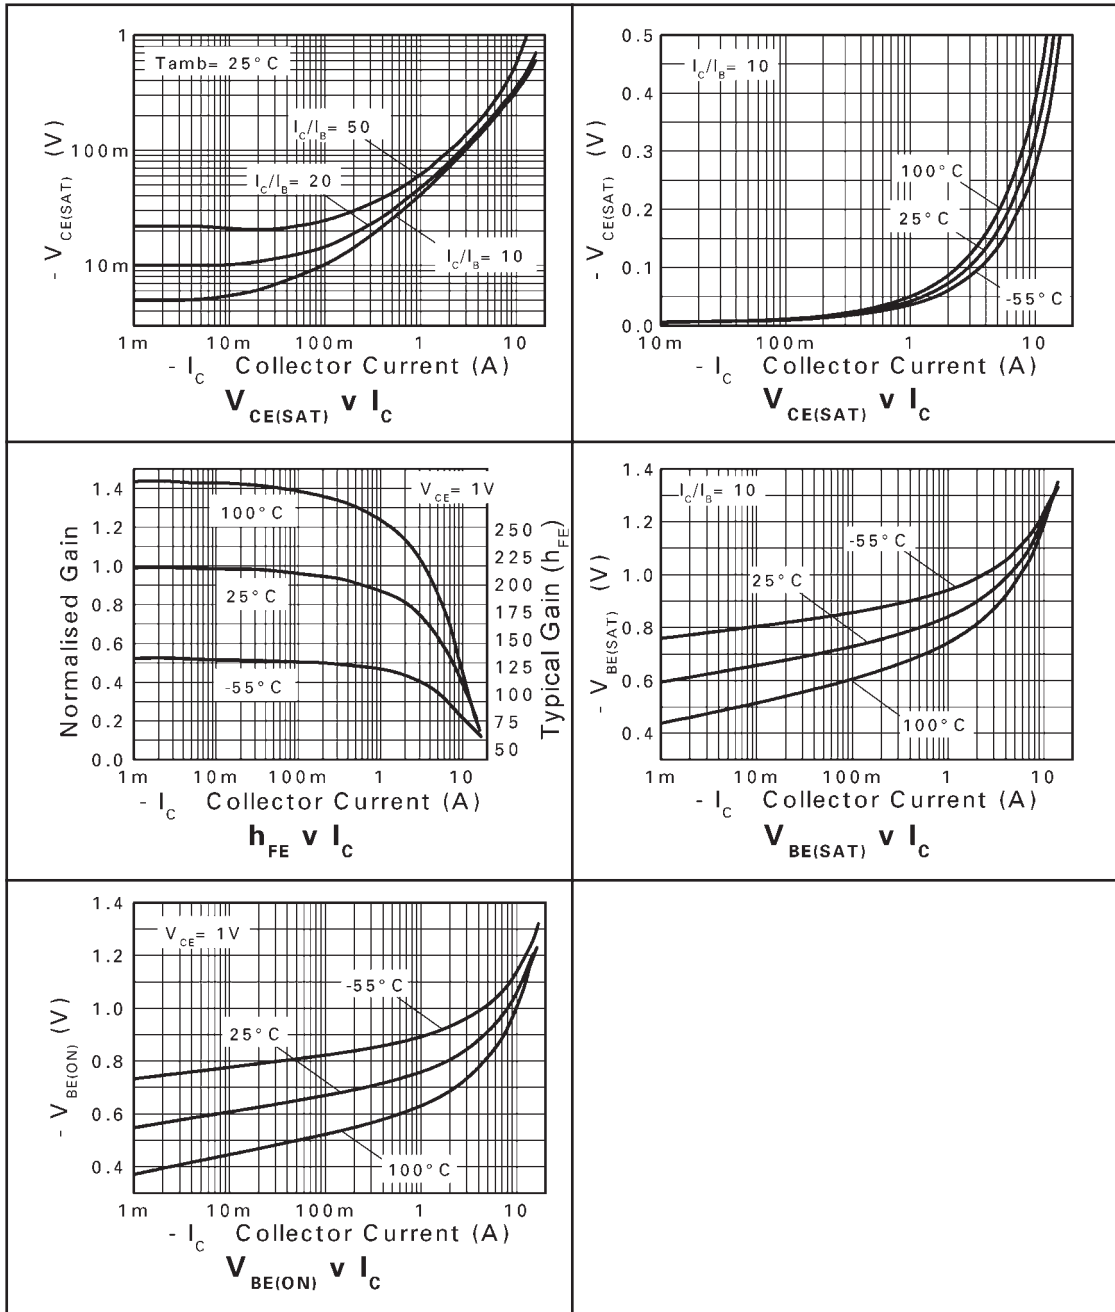 1
100m
10m
- V CE(SAT) (V)
Tamb= 25°C
I C /I B = 50
I C /I B = 20
I C /I B = 10
1m 10m 100m 1 10
- I C Collector Current (A)
V CE(SAT) v I C
0.5
0.4
0.3
0.2
0.1
0.0
- V CE(SAT) (V)
I C /I B = 10
100°C
25°C
-55°C
10m 100m 1 10
- I C Collector Current (A)
V CE(SAT) v I C
1.4
1.2
1.0
0.8
0.6
0.4
0.2
0.0
Normalised Gain
V CE = 1V
100°C
25°C
-55°C
250
225
200
175
150
125
100
75
50
Typical Gain (h FE )
1m 10m 100m 1 10
- I C Collector Current (A)
h FE v I C
1.4
1.2
1.0
0.8
0.6
0.4
- V BE(SAT) (V)
I C /I B = 10
-55°C
25°C
100°C
1m 10m 100m 1 10
- I C Collector Current (A)
V BE(SAT) v I C
1.4
1.2
1.0
0.8
0.6
0.4
- V BE(ON) (V)
V CE = 1V
-55°C
25°C
100°C
1m 10m 100m 1 10
- I C Collector Current (A)
V BE(ON) v I C